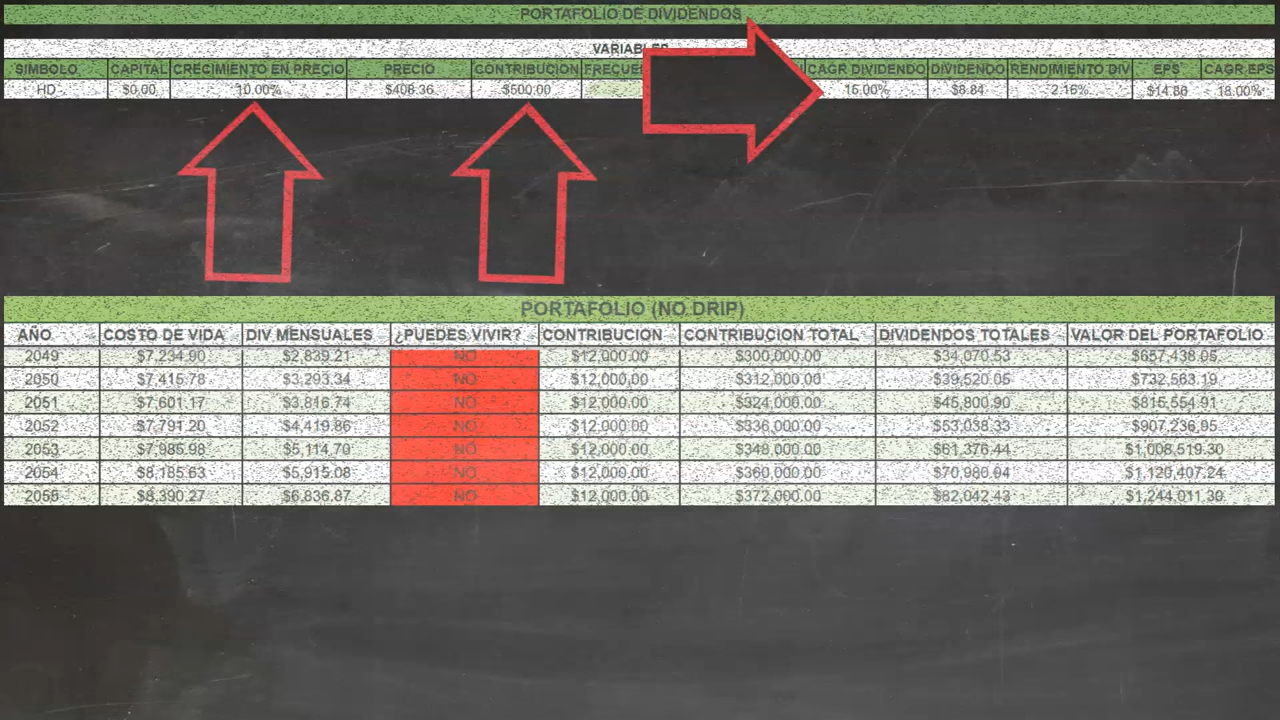 PORTAFOLIO DE DIVIDENDOS
VARIABLES
SIMBOLO CAPITAL CRECIMIENTO EN PRECIO PRECIO CONTRIBUCION CAGR DIVIDENDO DIVIDENDO RENDIMIENTO DIV EPS CAGR EPS
HD $0.00 10.00% $408.36 $500.00 15.00% $8.84 2.16% $14.86 18.00%
PORTAFOLIO (NO DRIP)
AÑO COSTO DE VIDA DIV MENSUALES ¿PUEDES VIVIR? CONTRIBUCION CONTRIBUCION TOTAL DIVIDENDOS TOTALES VALOR DEL PORTAFOLIO
2049 $7,234.90 $2,839.21 NO $12,000.00 $300,000.00 $34,070.53 $657,438.05
2050 $7,415.78 $3,293.34 NO $12,000.00 $312,000.00 $39,520.05 $732,563.19
2051 $7,601.17 $3,816.74 NO $12,000.00 $324,000.00 $45,800.90 $815,554.91
2052 $7,791.20 $4,419.86 NO $12,000.00 $336,000.00 $53,038.33 $907,236.95
2053 $7,985.98 $5,114.70 NO $12,000.00 $348,000.00 $61,376.44 $1,008,519.30
2054 $8,185.63 $5,915.08 NO $12,000.00 $360,000.00 $70,980.94 $1,120,407.24
2055 $8,390.27 $6,836.87 NO $12,000.00 $372,000.00 $82,042.43 $1,244,011.30